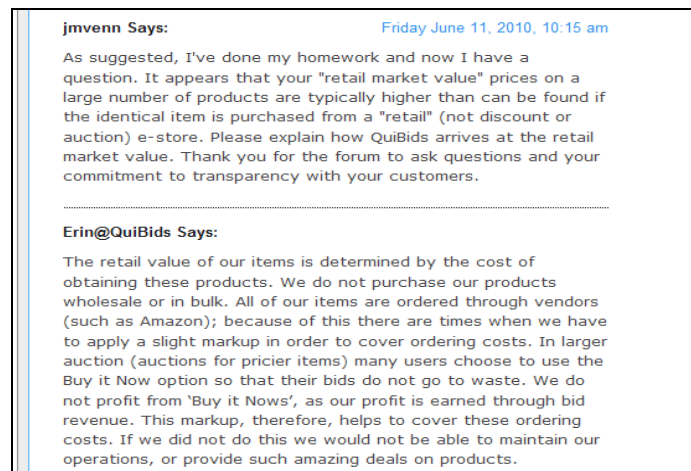 jmvenn Says: Friday June 11, 2010, 10:15 am
As suggested, I've done my homework and now I have a
question. It appears that your "retail market value" prices on a
large number of products are typically higher than can be found if
the identical item is purchased from a "retail" (not discount or
auction) e-store. Please explain how QuiBids arrives at the retail
market value. Thank you for the forum to ask questions and your
commitment to transparency with your customers.
Erin@QuiBids Says:
The retail value of our items is determined by the cost of
obtaining these products. We do not purchase our products
wholesale or in bulk. All of our items are ordered through vendors
(such as Amazon); because of this there are times when we have
to apply a slight markup in order to cover ordering costs. In larger
auction (auctions for pricier items) many users choose to use the
Buy it Now option so that their bids do not go to waste. We do
not profit from ‘Buy it Nows’, as our profit is earned through bid
revenue. This markup, therefore, helps to cover these ordering
costs. If we did not do this we would not be able to maintain our
operations, or provide such amazing deals on products.